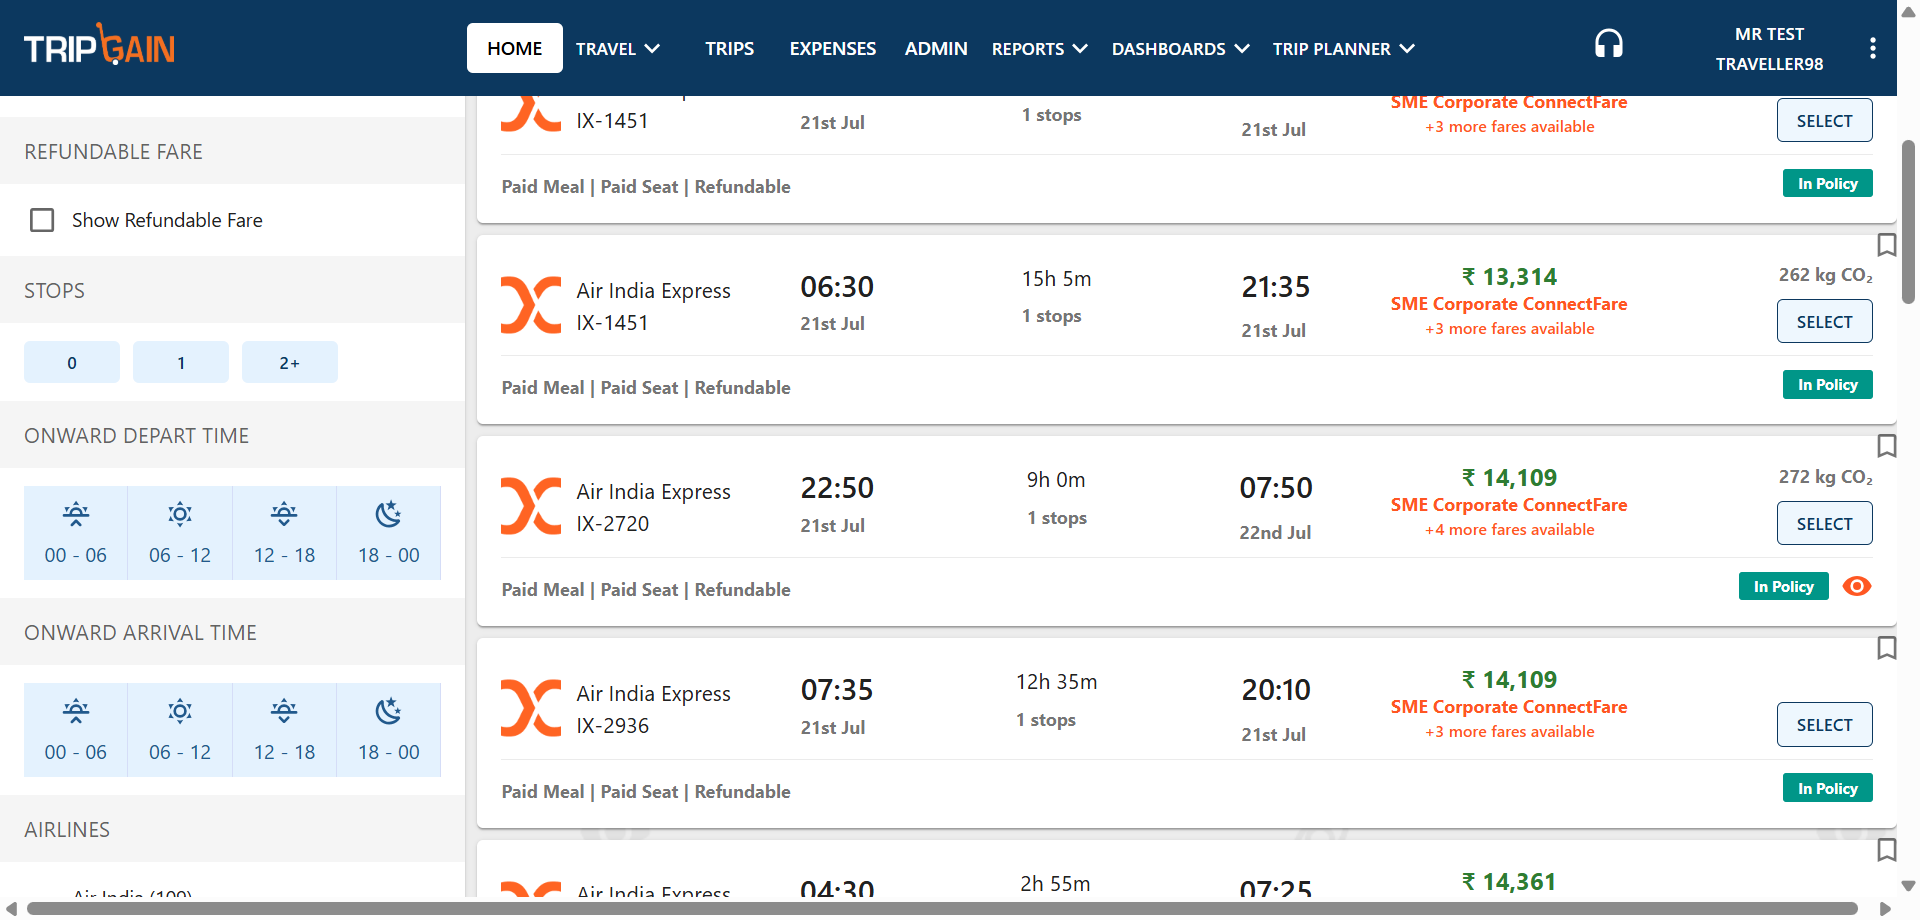 TRIPGAIN
HOME
TRAVEL
TRIPS
EXPENSES
ADMIN
REPORTS
DASHBOARDS
TRIP PLANNER
MR TEST
TRAVELLER98
REFUNDABLE FARE
Show Refundable Fare
STOPS
0
1
2+
ONWARD DEPART TIME
00 - 06
06 - 12
12 - 18
18 - 00
ONWARD ARRIVAL TIME
00 - 06
06 - 12
12 - 18
18 - 00
AIRLINES
Air India (109)
IX-1451
21st Jul
1 stops
21st Jul
SME Corporate ConnectFare
+3 more fares available
SELECT
Paid Meal | Paid Seat | Refundable
In Policy
Air India Express
IX-1451
06:30
21st Jul
15h 5m
1 stops
21:35
21st Jul
₹ 13,314
SME Corporate ConnectFare
+3 more fares available
262 kg CO₂
SELECT
Paid Meal | Paid Seat | Refundable
In Policy
Air India Express
IX-2720
22:50
21st Jul
9h 0m
1 stops
07:50
22nd Jul
₹ 14,109
SME Corporate ConnectFare
+4 more fares available
272 kg CO₂
SELECT
Paid Meal | Paid Seat | Refundable
In Policy
Air India Express
IX-2936
07:35
21st Jul
12h 35m
1 stops
20:10
21st Jul
₹ 14,109
SME Corporate ConnectFare
+3 more fares available
SELECT
Paid Meal | Paid Seat | Refundable
In Policy
Air India Express
04:30
2h 55m
07:25
₹ 14,361